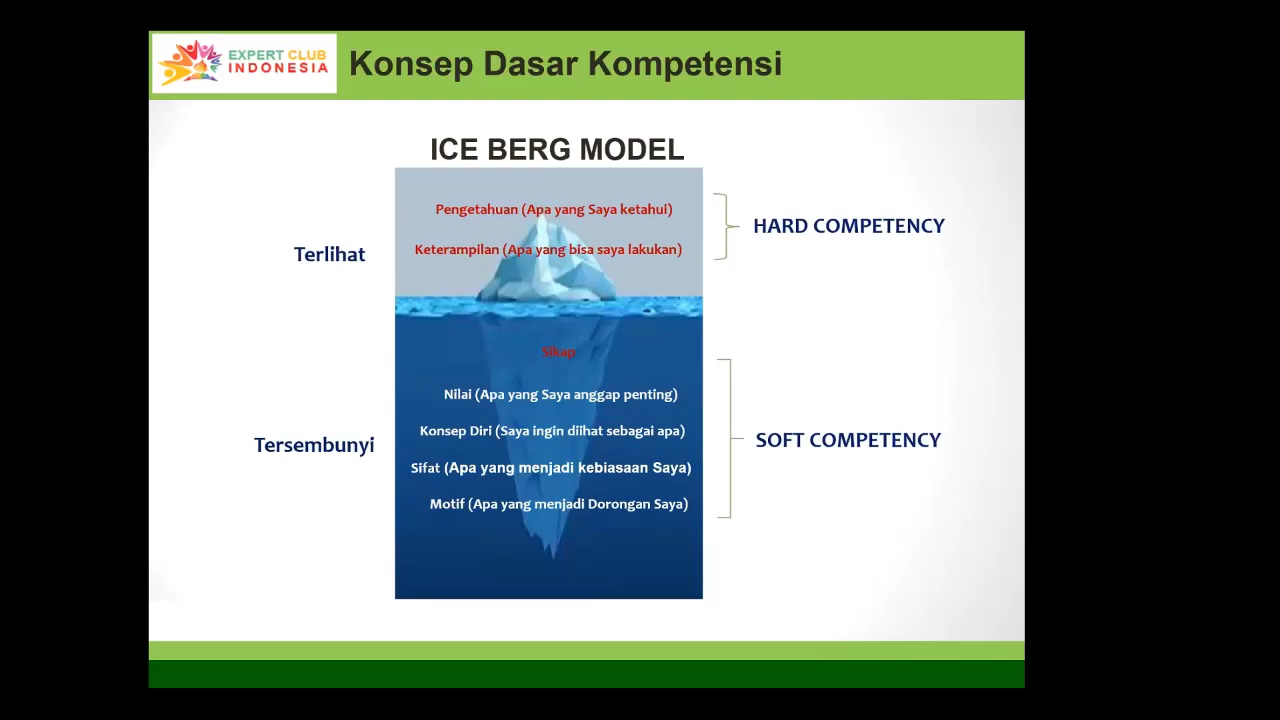 EXPERT CLUB
INDONESIA
Konsep Dasar Kompetensi
ICE BERG MODEL
Pengetahuan (Apa yang Saya ketahui)
Keterampilan (Apa yang bisa saya lakukan)
HARD COMPETENCY
Terlihat
Sikap
Nilai (Apa yang Saya anggap penting)
Konsep Diri (Saya ingin diihat sebagai apa)
Sifat (Apa yang menjadi kebiasaan Saya)
Motif (Apa yang menjadi Dorongan Saya)
Tersembunyi
SOFT COMPETENCY